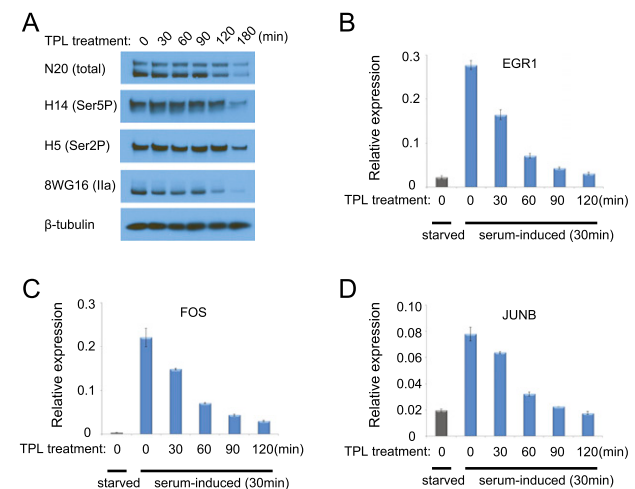 A
TPL treatment: 0 30 60 90 120 180 (min)
N20 (total)
H14 (Ser5P)
H5 (Ser2P)
8WG16 (IIa)
β-tubulin
B
EGR1
Relative expression
0.3
0.2
0.1
0
TPL treatment: 0 0 30 60 90 120(min)
starved serum-induced (30min)
C
FOS
Relative expression
0.3
0.2
0.1
0
TPL treatment: 0 0 30 60 90 120(min)
starved serum-induced (30min)
D
JUNB
Relative expression
0.10
0.08
0.06
0.04
0.02
0
TPL treatment: 0 0 30 60 90 120(min)
starved serum-induced (30min)